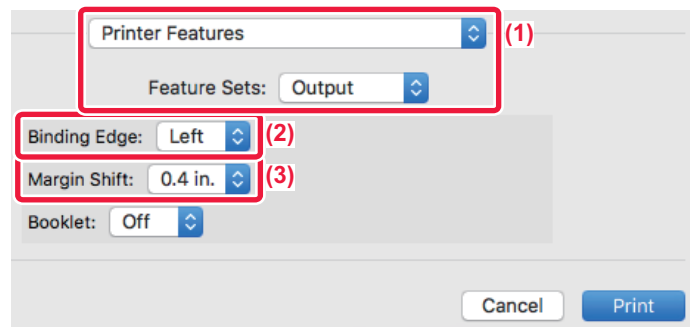 Printer Features (1)
Feature Sets: Output
Binding Edge: Left (2)
Margin Shift: 0.4 in. (3)
Booklet: Off
Cancel Print